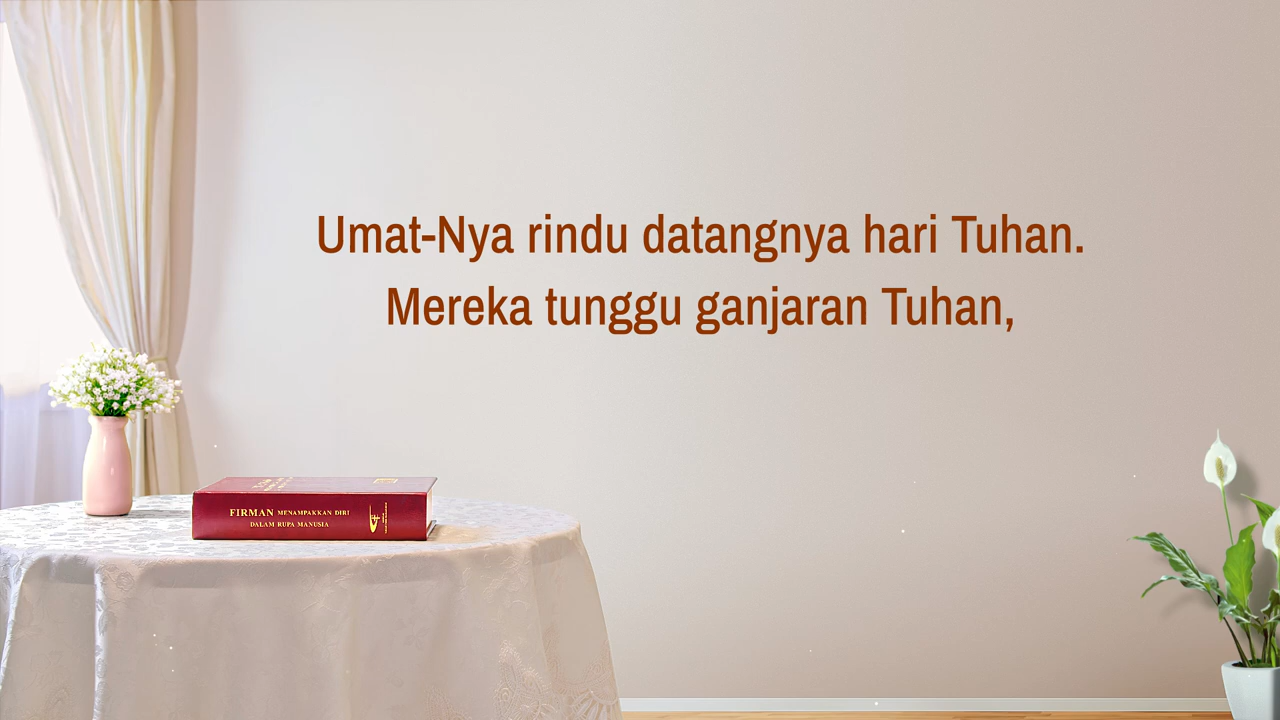 Umat-Nya rindu datangnya hari Tuhan.
Mereka tunggu ganjaran Tuhan,
FIRMAN MENAMPAKKAN DIRI
DALAM RUPA MANUSIA